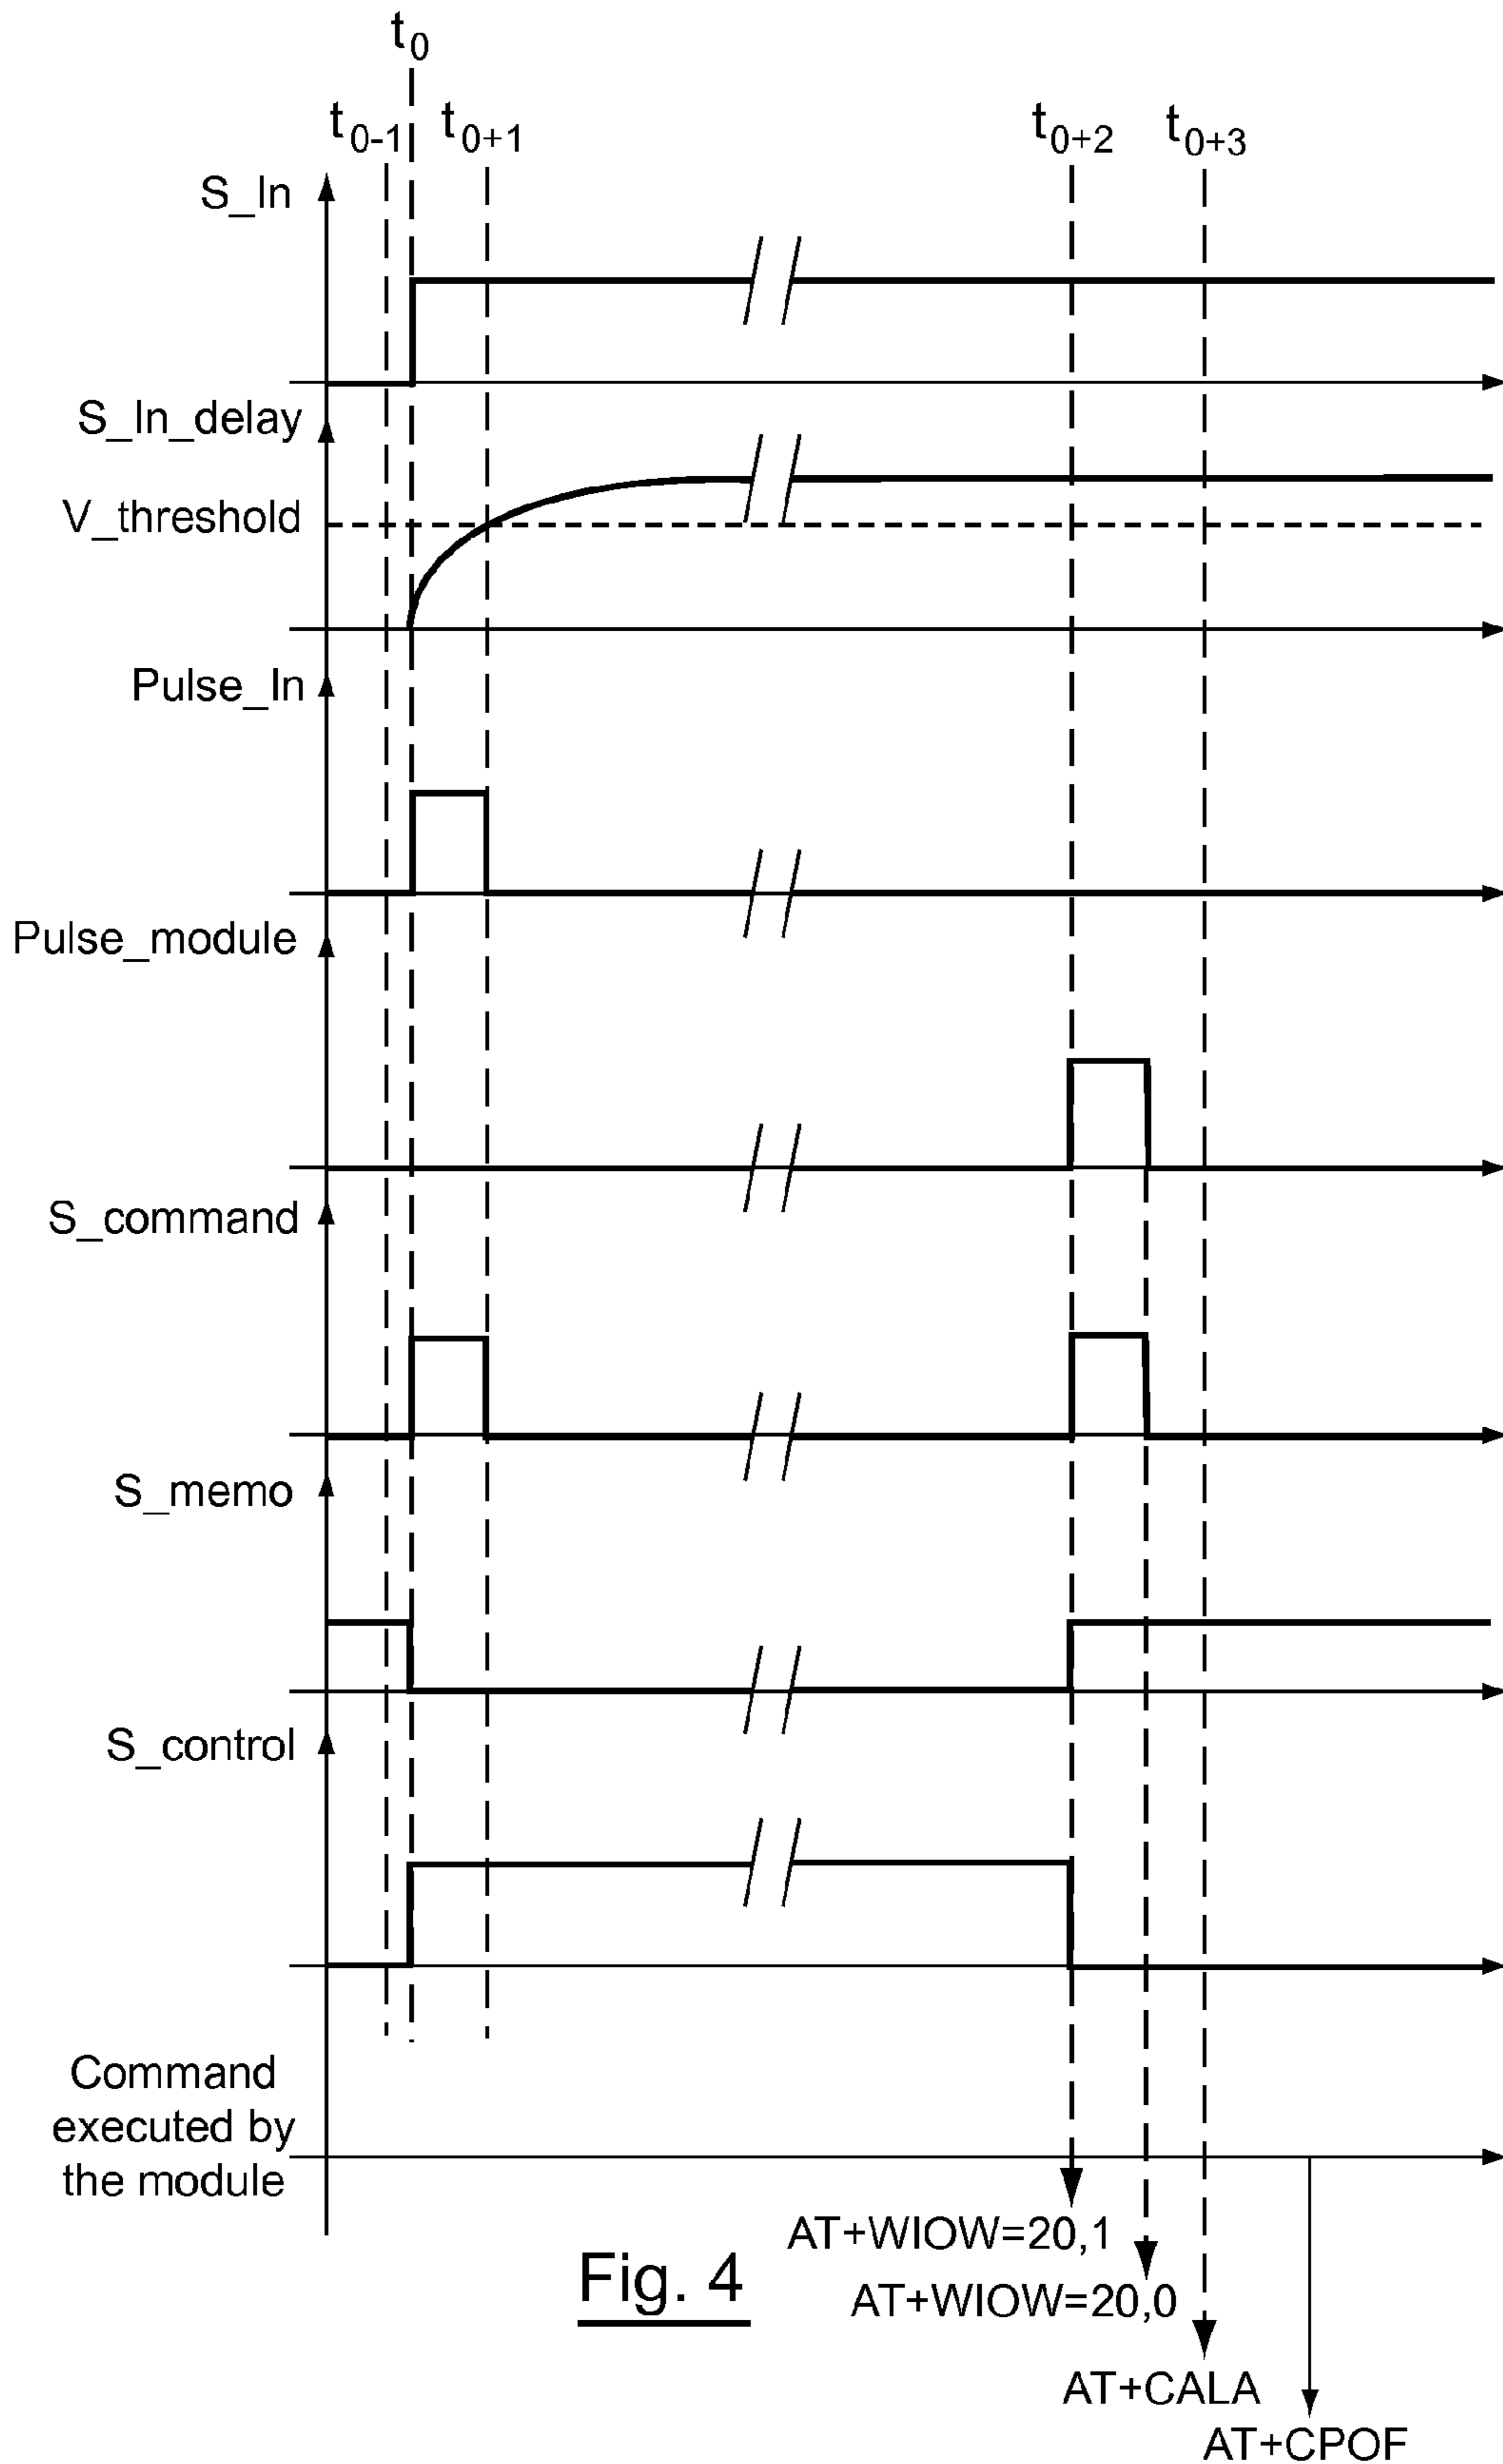 t0
t0-1 t0+1 t0+2 t0+3
S_In
S_In_delay
V_threshold
Pulse_In
Pulse_module
S_command
S_memo
S_control
Command
executed by
the module
AT+WIOW=20,1
Fig. 4
AT+WIOW=20,0
AT+CALA
AT+CPOF